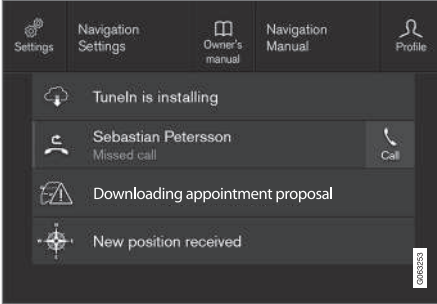 Settings
Navigation
Settings
Owner's
manual
Navigation
Manual
Profile
TuneIn is installing
Sebastian Petersson
Missed call
Call
Downloading appointment proposal
New position received
G063253